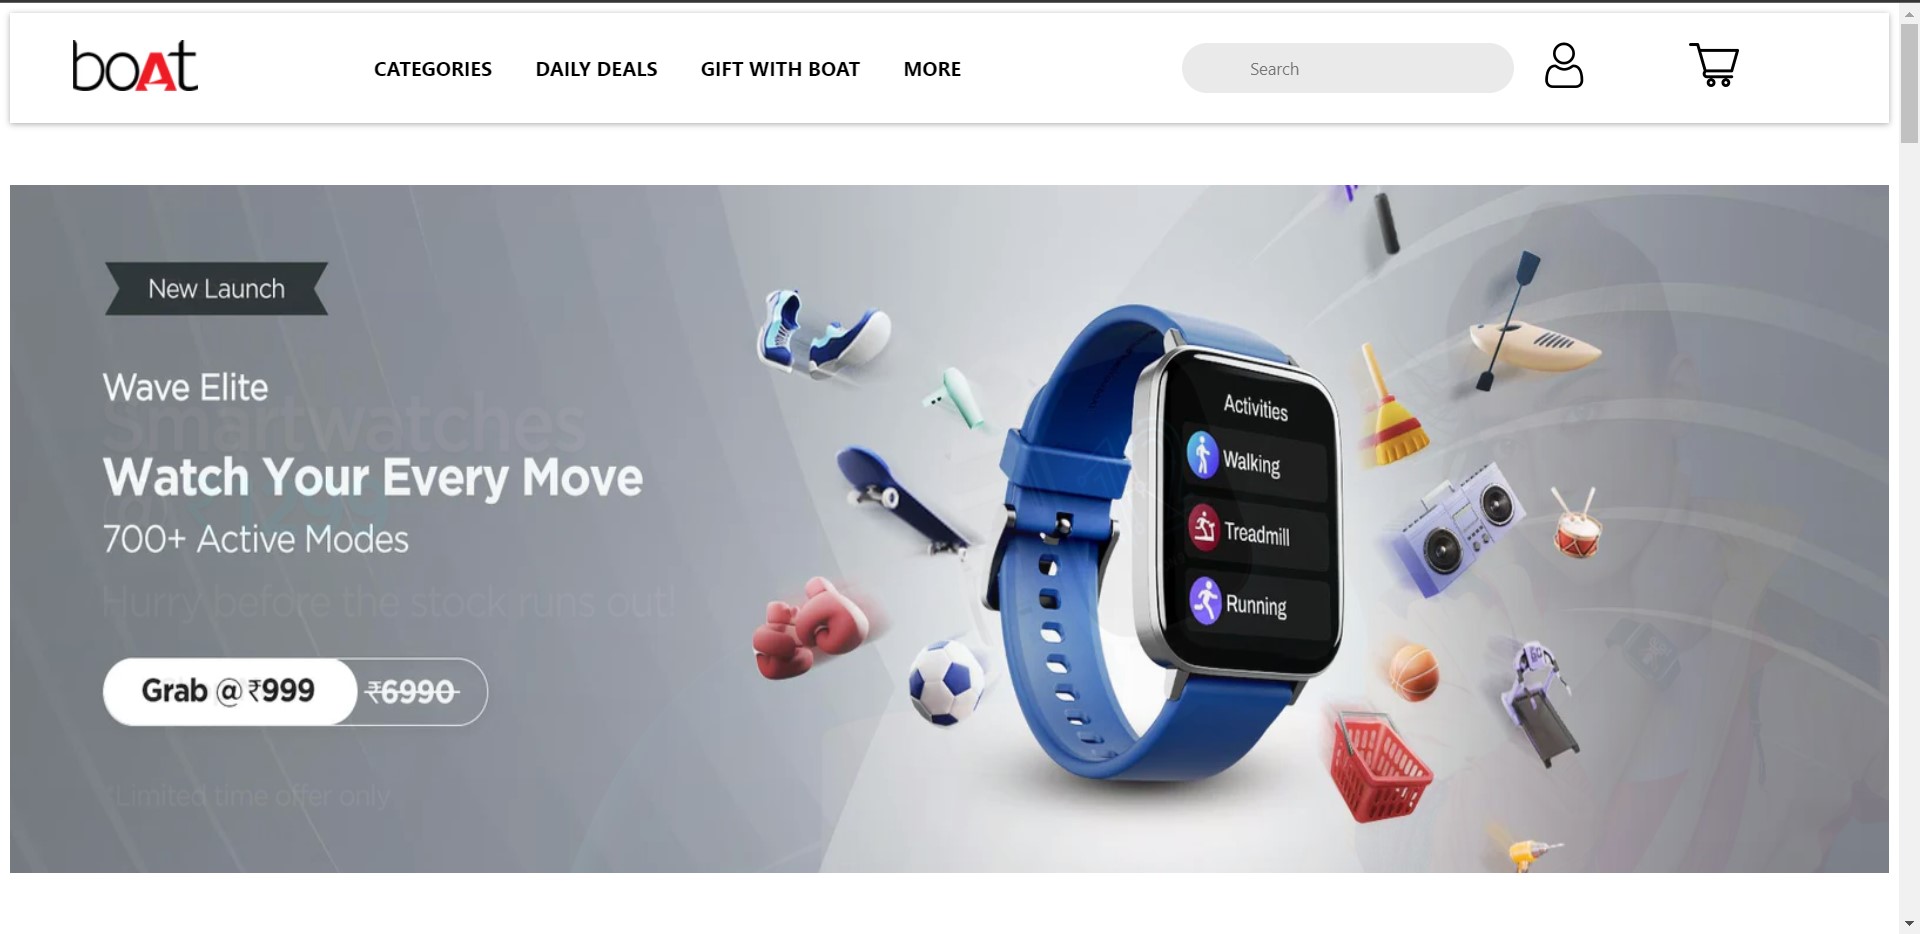 boAt
CATEGORIES
DAILY DEALS
GIFT WITH BOAT
MORE
Search
New Launch
Wave Elite
Smartwatches
Watch Your Every Move
700+ Active Modes
Hurry before the stock runs out!
Grab @ ₹999 ₹6990
*Limited time offer only
Activities
Walking
Treadmill
Running